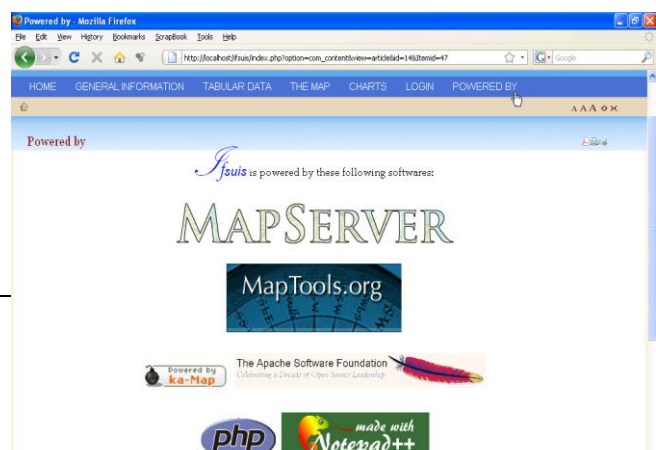 Powered by - Mozilla Firefox
File Edit View History Bookmarks ScrapBook Tools Help
http://localhost/ifsuis/index.php?option=com_content&view=article&id=146&Itemid=47
Google
HOME GENERAL INFORMATION TABULAR DATA THE MAP CHARTS LOGIN POWERED BY
A A A
Powered by
Ifsuis is powered by these following softwares:
MAPSERVER
MapTools.org
Powered by
ka-Map
The Apache Software Foundation
Celebrating a Decade of Open Source Leadership
php
made with
Notepad++